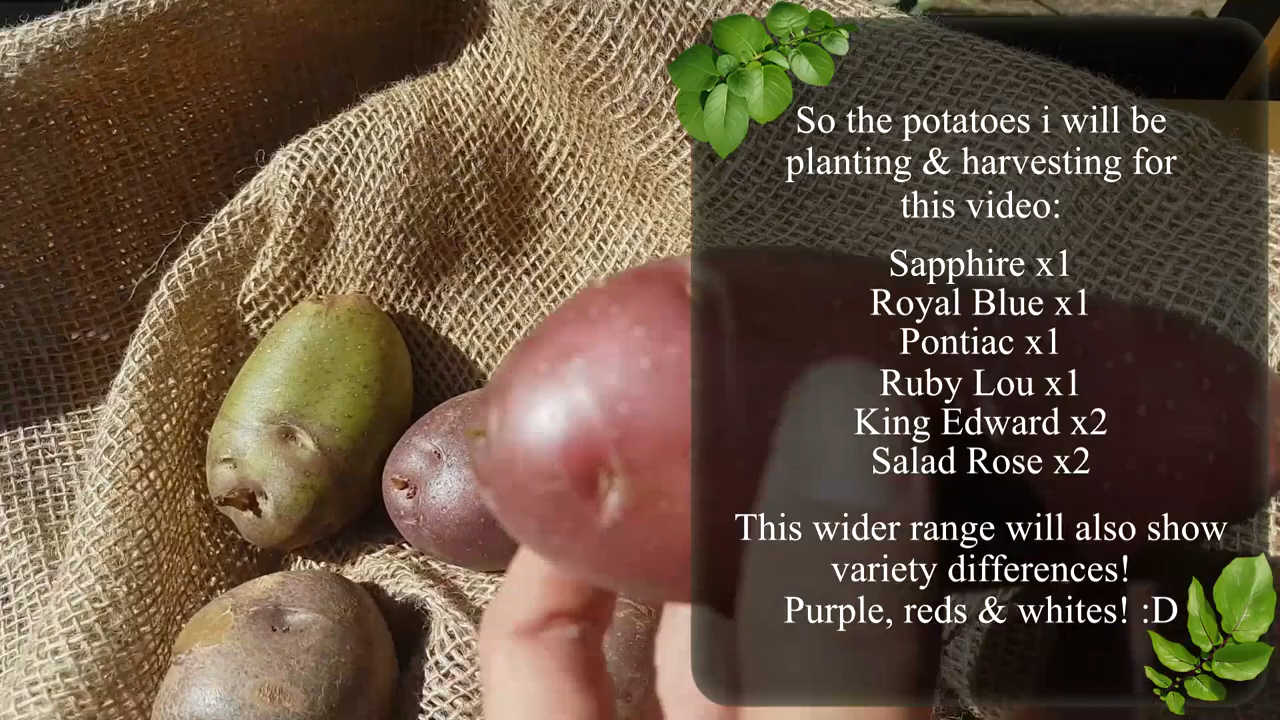 So the potatoes i will be
planting & harvesting for
this video:
Sapphire x1
Royal Blue x1
Pontiac x1
Ruby Lou x1
King Edward x2
Salad Rose x2
This wider range will also show
variety differences!
Purple, reds & whites! :D